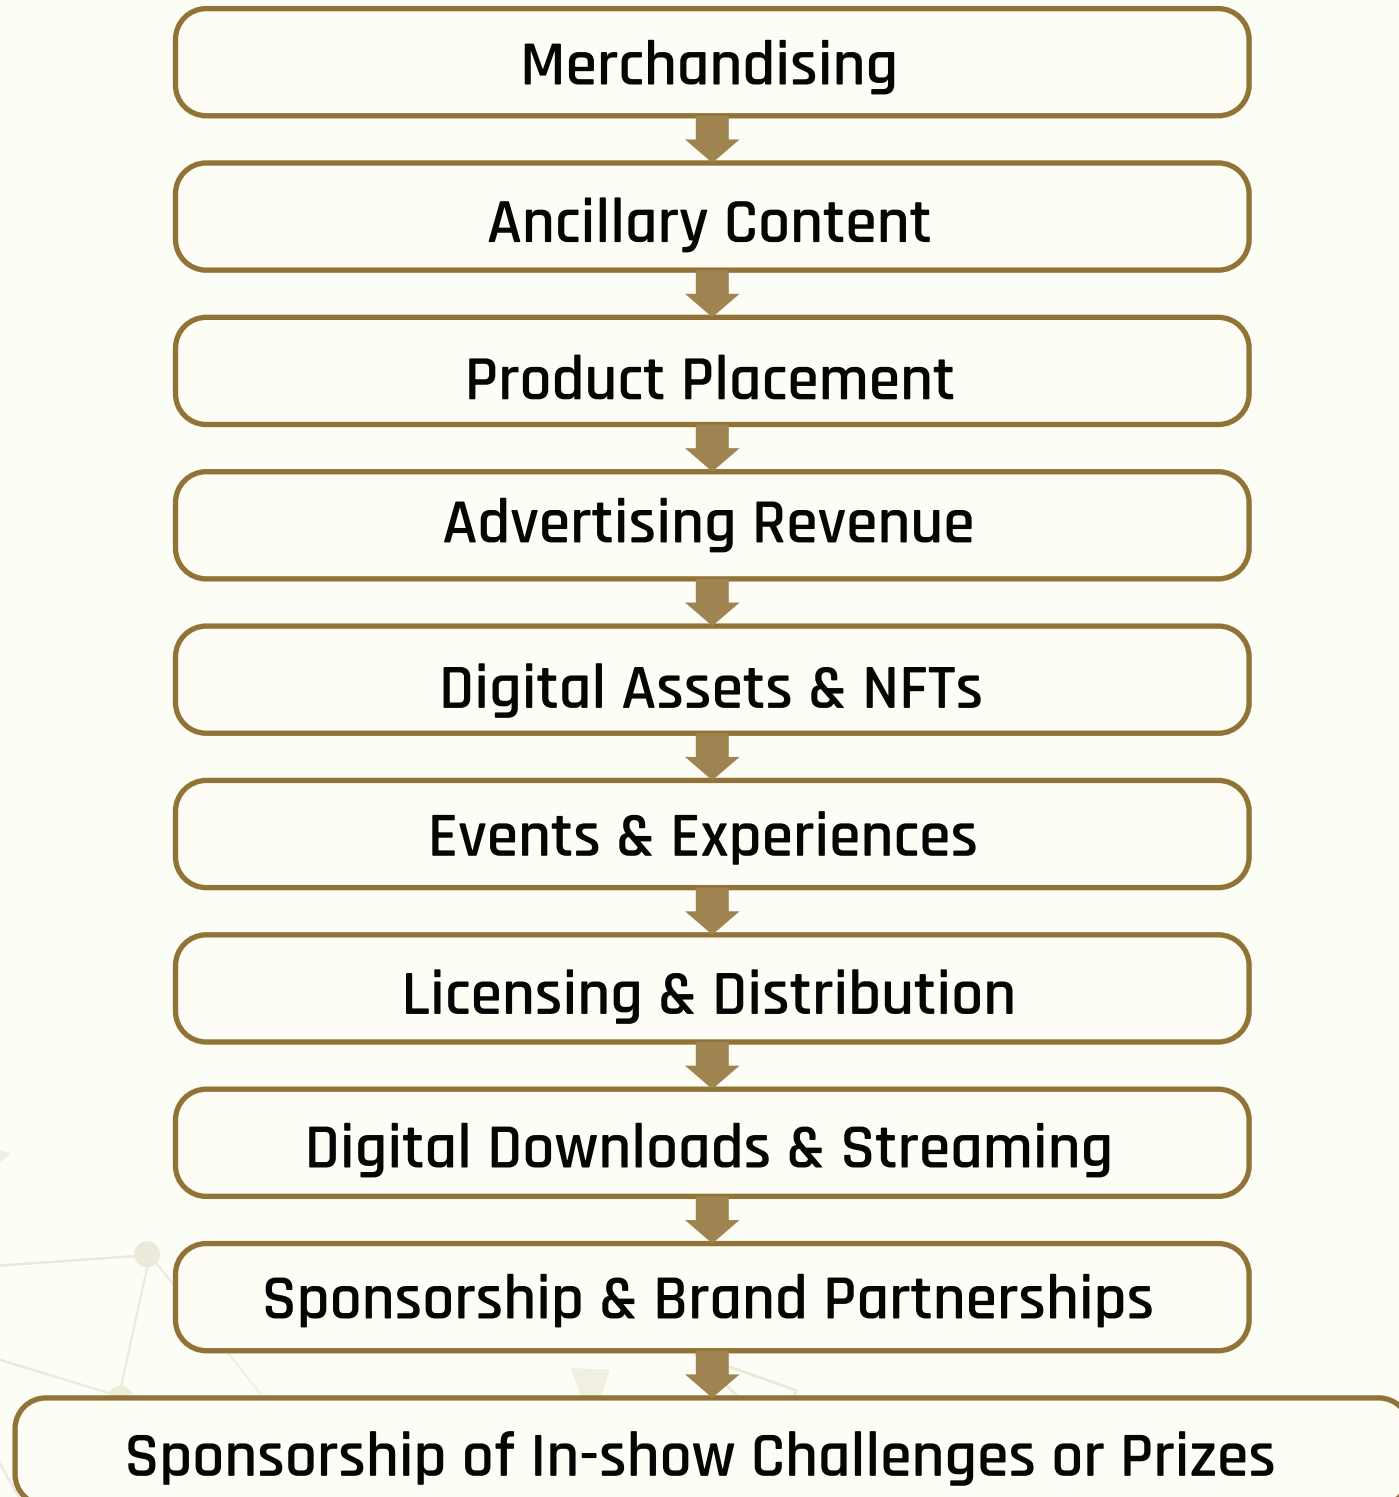 Merchandising
Ancillary Content
Product Placement
Advertising Revenue
Digital Assets & NFTs
Events & Experiences
Licensing & Distribution
Digital Downloads & Streaming
Sponsorship & Brand Partnerships
Sponsorship of In-show Challenges or Prizes